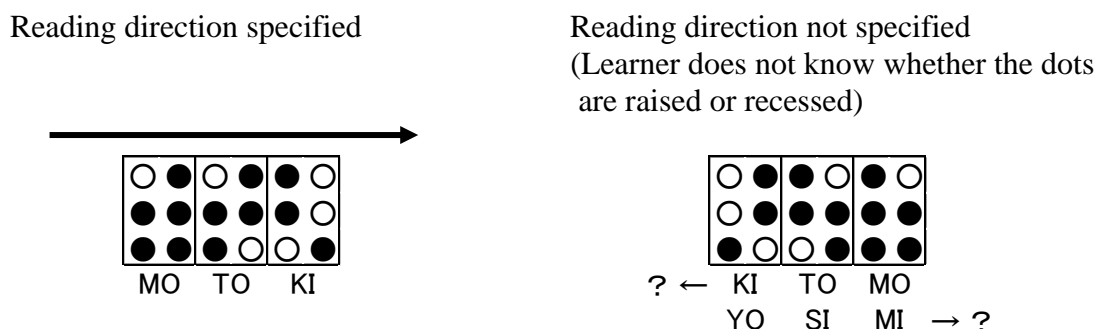 Reading direction specified
Reading direction not specified
(Learner does not know whether the dots
are raised or recessed)
MO TO KI
? ← KI TO MO
YO SI MI → ?